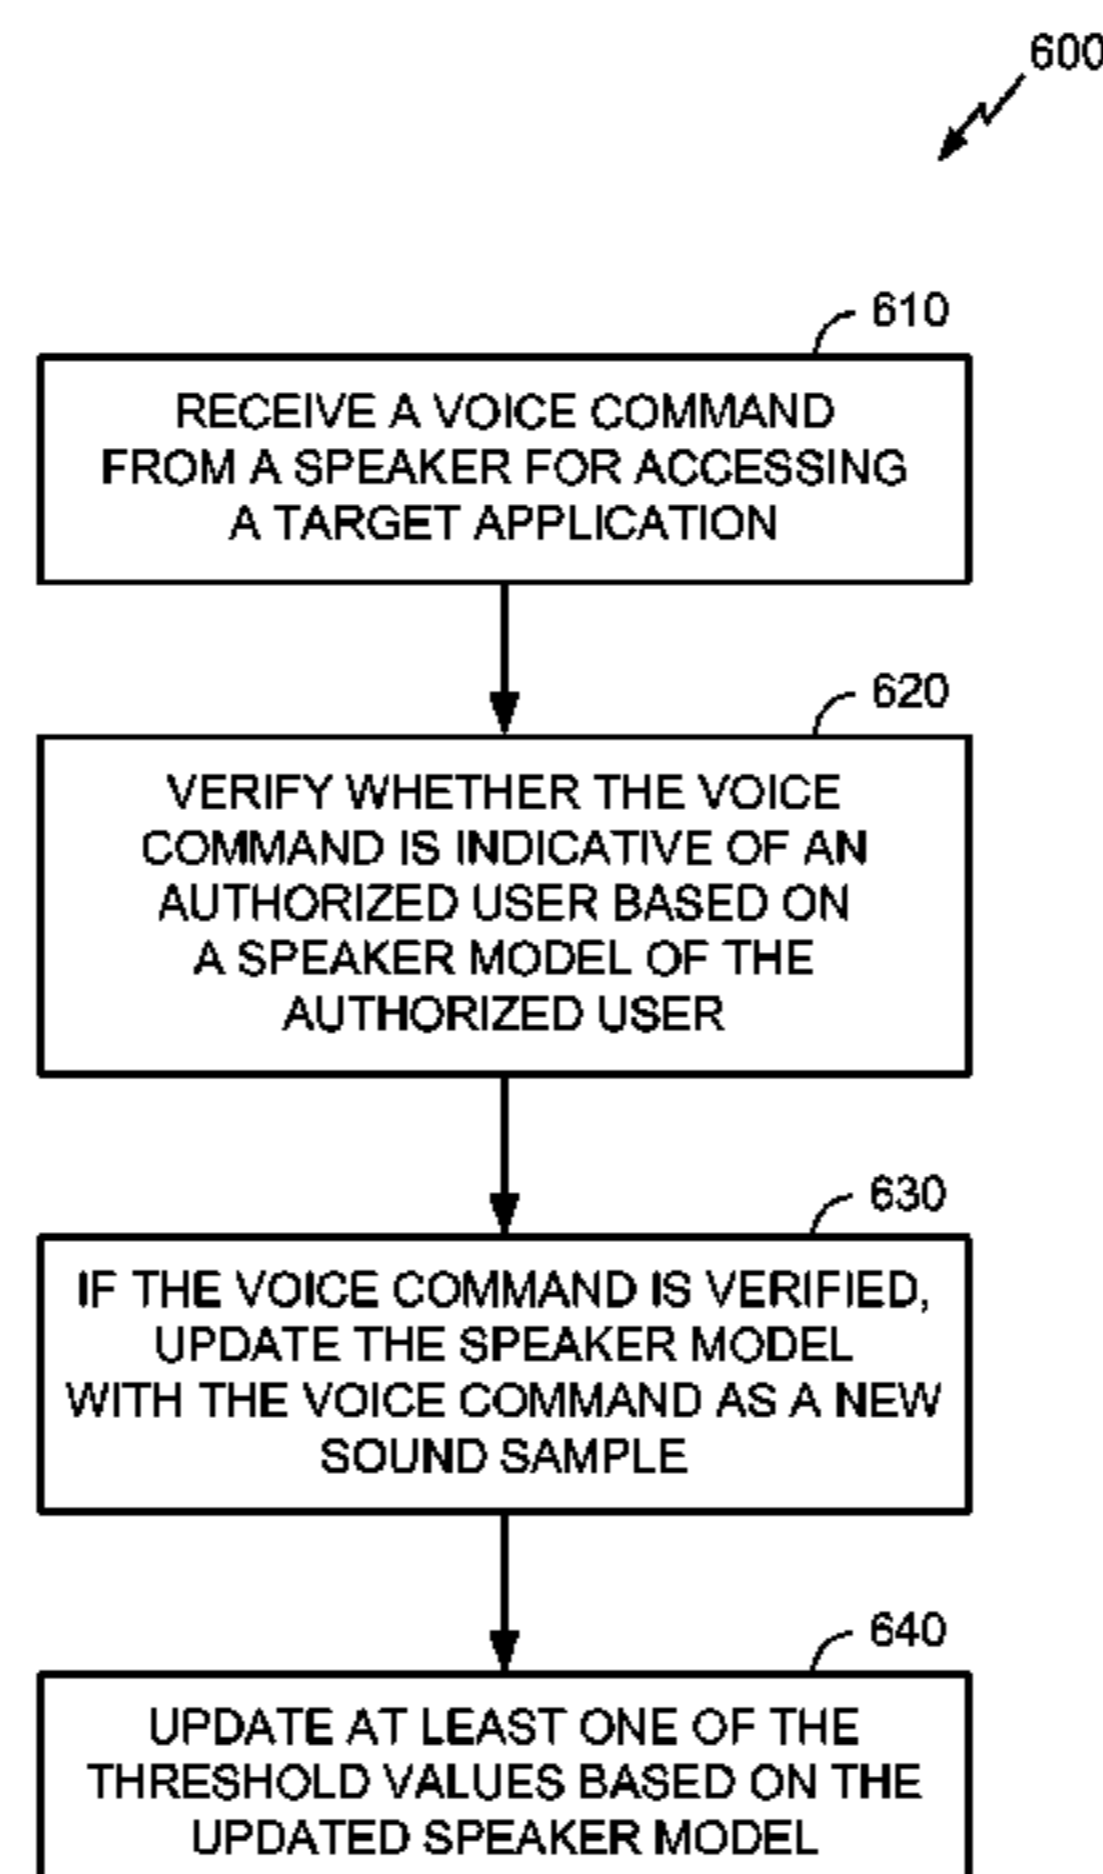 600
610
RECEIVE A VOICE COMMAND
FROM A SPEAKER FOR ACCESSING
A TARGET APPLICATION
620
VERIFY WHETHER THE VOICE
COMMAND IS INDICATIVE OF AN
AUTHORIZED USER BASED ON
A SPEAKER MODEL OF THE
AUTHORIZED USER
630
IF THE VOICE COMMAND IS VERIFIED,
UPDATE THE SPEAKER MODEL
WITH THE VOICE COMMAND AS A NEW
SOUND SAMPLE
640
UPDATE AT LEAST ONE OF THE
THRESHOLD VALUES BASED ON THE
UPDATED SPEAKER MODEL